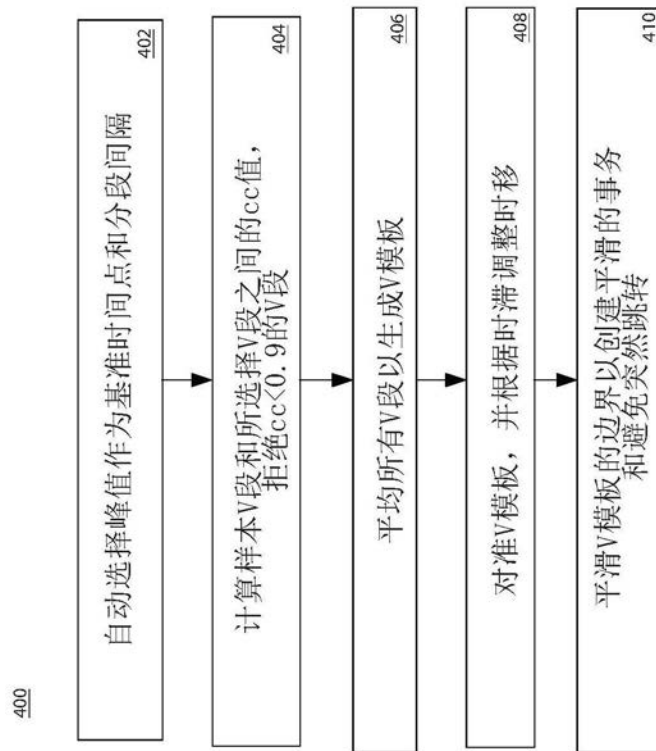 400
自动选择峰值作为基准时间点和分段间隔
402
计算样本V段和所选择V段之间的cc值，
拒绝cc<0.9的V段
404
平均所有V段以生成V模板
406
对准V模板，并根据时滞调整时移
408
平滑V模板的边界以创建平滑的事务
和避免突然跳转
410